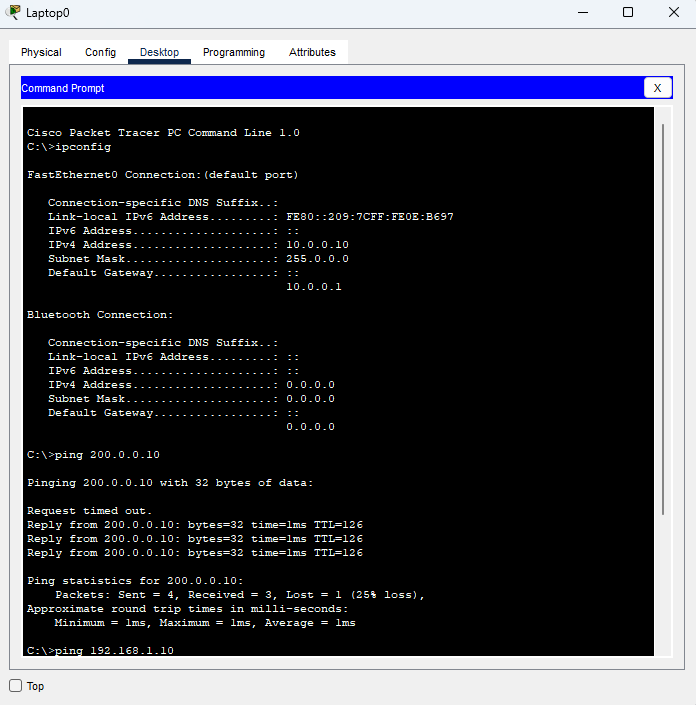 Laptop0
Physical Config Desktop Programming Attributes
Command Prompt X
Cisco Packet Tracer PC Command Line 1.0
C:\>ipconfig
FastEthernet0 Connection:(default port)
Connection-specific DNS Suffix..:
Link-local IPv6 Address.........: FE80::209:7CFF:FE0E:B697
IPv6 Address....................: ::
IPv4 Address....................: 10.0.0.10
Subnet Mask.....................: 255.0.0.0
Default Gateway.................: ::
10.0.0.1
Bluetooth Connection:
Connection-specific DNS Suffix..:
Link-local IPv6 Address.........: ::
IPv6 Address....................: ::
IPv4 Address....................: 0.0.0.0
Subnet Mask.....................: 0.0.0.0
Default Gateway.................: ::
0.0.0.0
C:\>ping 200.0.0.10
Pinging 200.0.0.10 with 32 bytes of data:
Request timed out.
Reply from 200.0.0.10: bytes=32 time=1ms TTL=126
Reply from 200.0.0.10: bytes=32 time=1ms TTL=126
Reply from 200.0.0.10: bytes=32 time=1ms TTL=126
Ping statistics for 200.0.0.10:
Packets: Sent = 4, Received = 3, Lost = 1 (25% loss),
Approximate round trip times in milli-seconds:
Minimum = 1ms, Maximum = 1ms, Average = 1ms
C:\>ping 192.168.1.10
Top